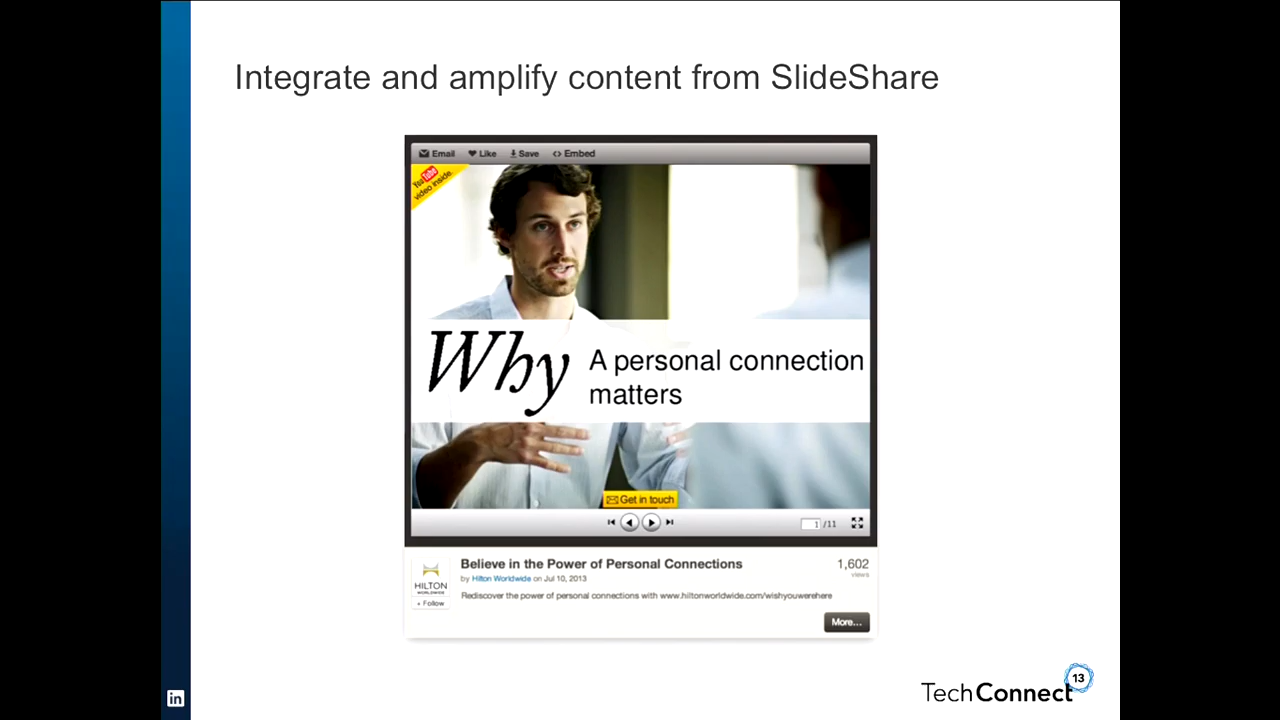 Integrate and amplify content from SlideShare
Email Like Save Embed
YouTube
video inside.
Why
A personal connection
matters
Get in touch
1 /11
Believe in the Power of Personal Connections
1,602
views
by Hilton Worldwide on Jul 10, 2013
HILTON
WORLDWIDE
Rediscover the power of personal connections with www.hiltonworldwide.com/wishyouwerehere
+ Follow
More...
in
TechConnect
13